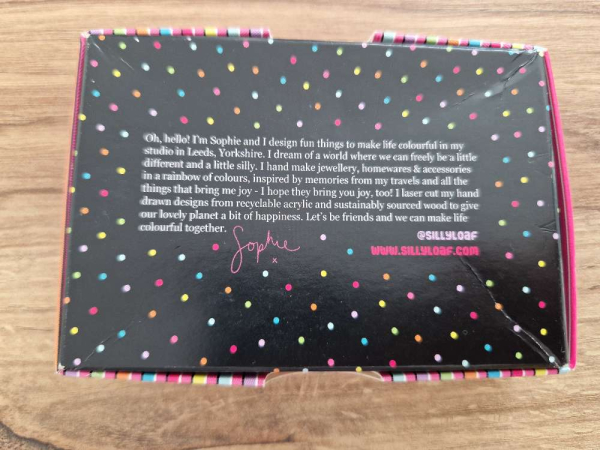 Oh, hello! I'm Sophie and I design fun things to make life colourful in my
studio in Leeds, Yorkshire. I dream of a world where we can freely be a little
different and a little silly. I hand make jewellery, homewares & accessories
in a rainbow of colours, inspired by memories from my travels and all the
things that bring me joy - I hope they bring you joy, too! I laser cut my hand
drawn designs from recyclable acrylic and sustainably sourced wood to give
our lovely planet a bit of happiness. Let's be friends and we can make life
colourful together.
Sophie
x
@SILLYLOAF
WWW.SILLYLOAF.COM